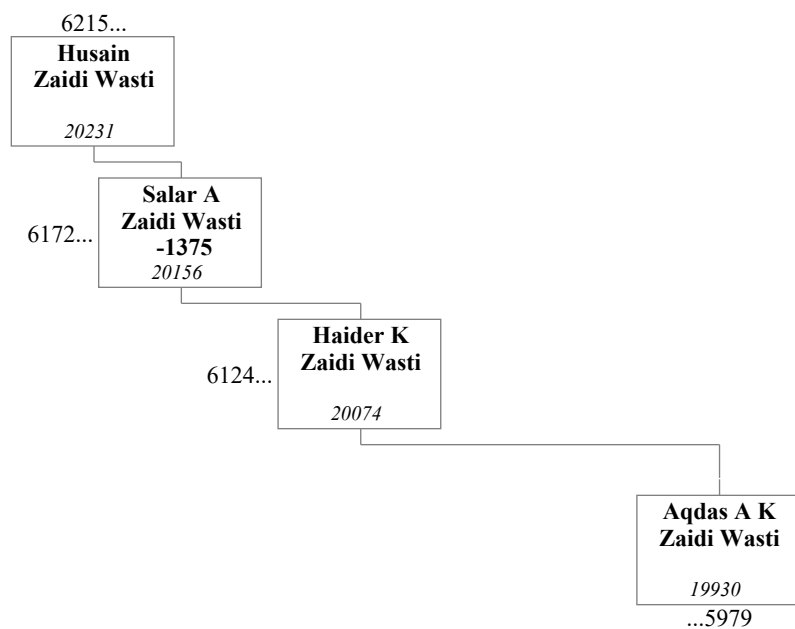 6215...
Husain
Zaidi Wasti
20231
Salar A
Zaidi Wasti
-1375
20156
6172...
Haider K
Zaidi Wasti
20074
6124...
Aqdas A K
Zaidi Wasti
19930
...5979